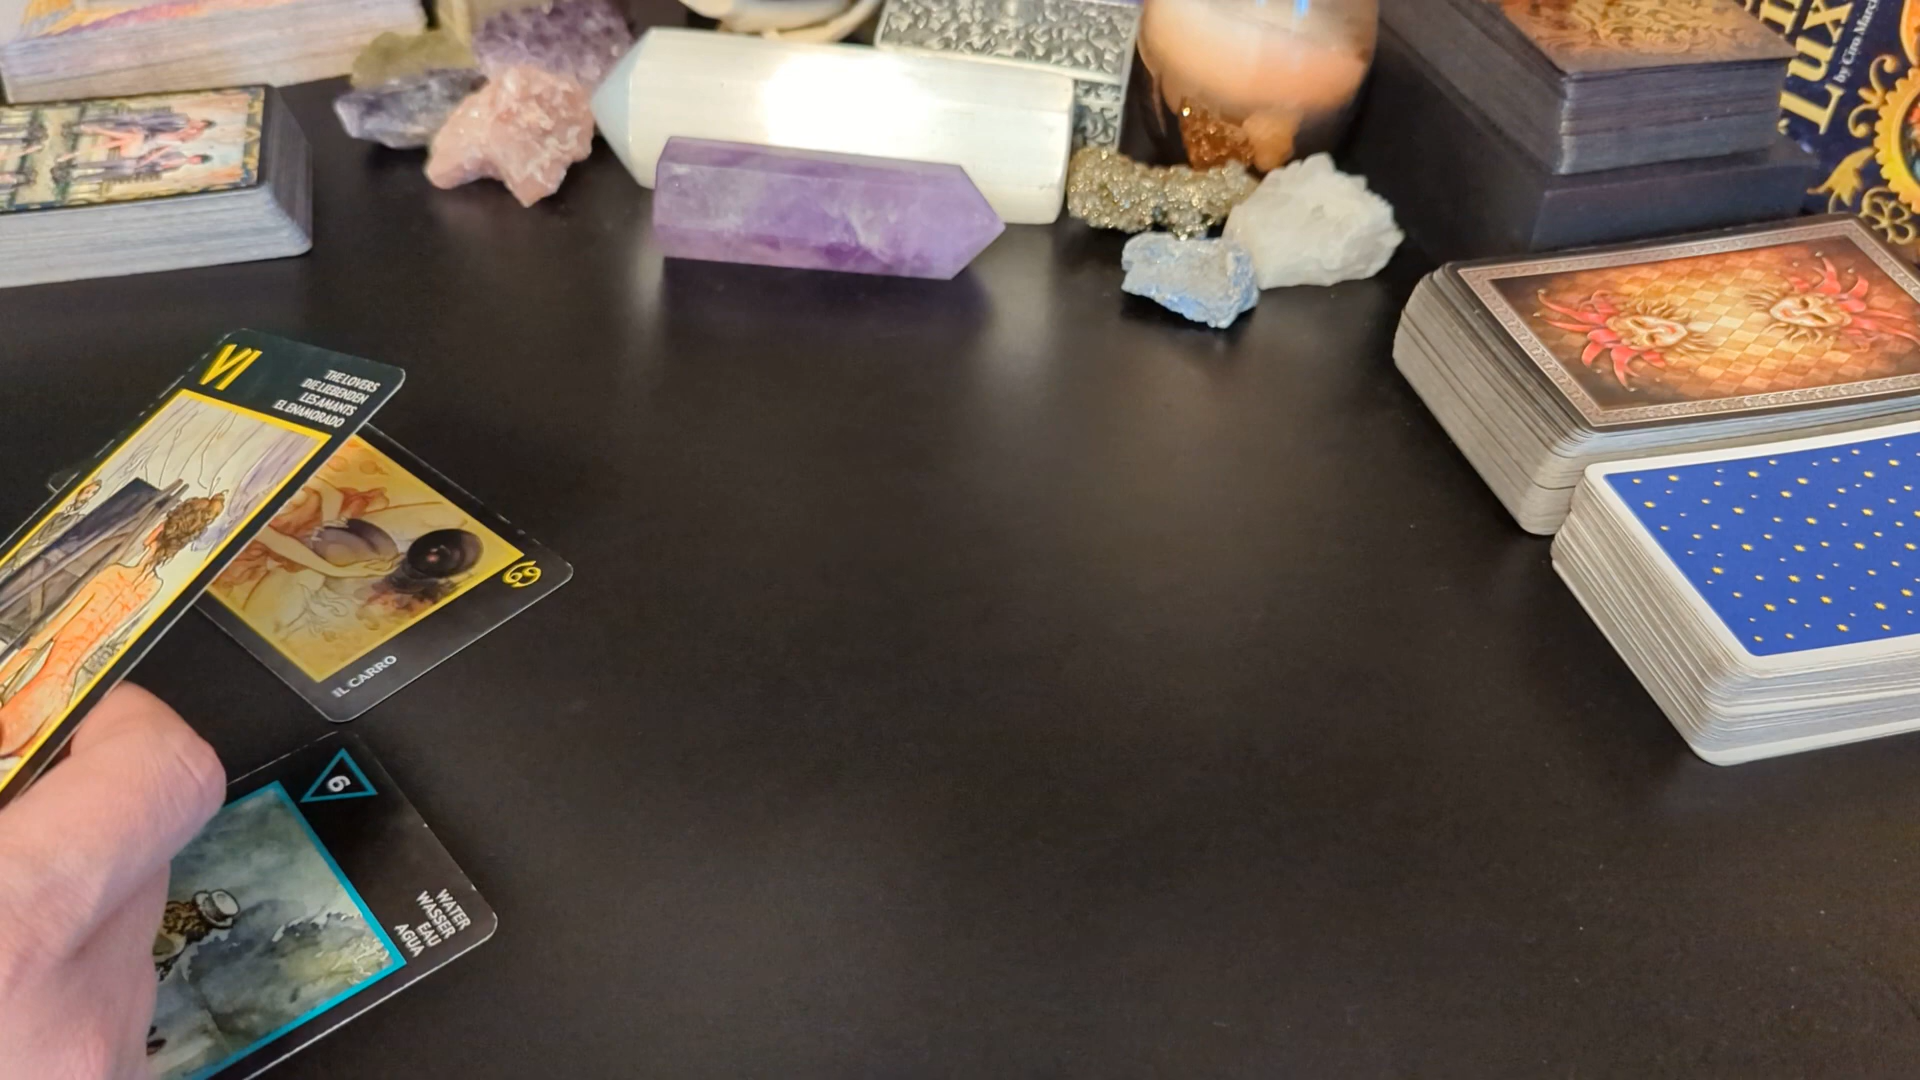 VI
THE LOVERS
DIE LIEBENDEN
LES AMANTS
EL ENAMORADO
IL CARRO
6
WATER
WASSER
EAU
AGUA
Lux
by Ciro